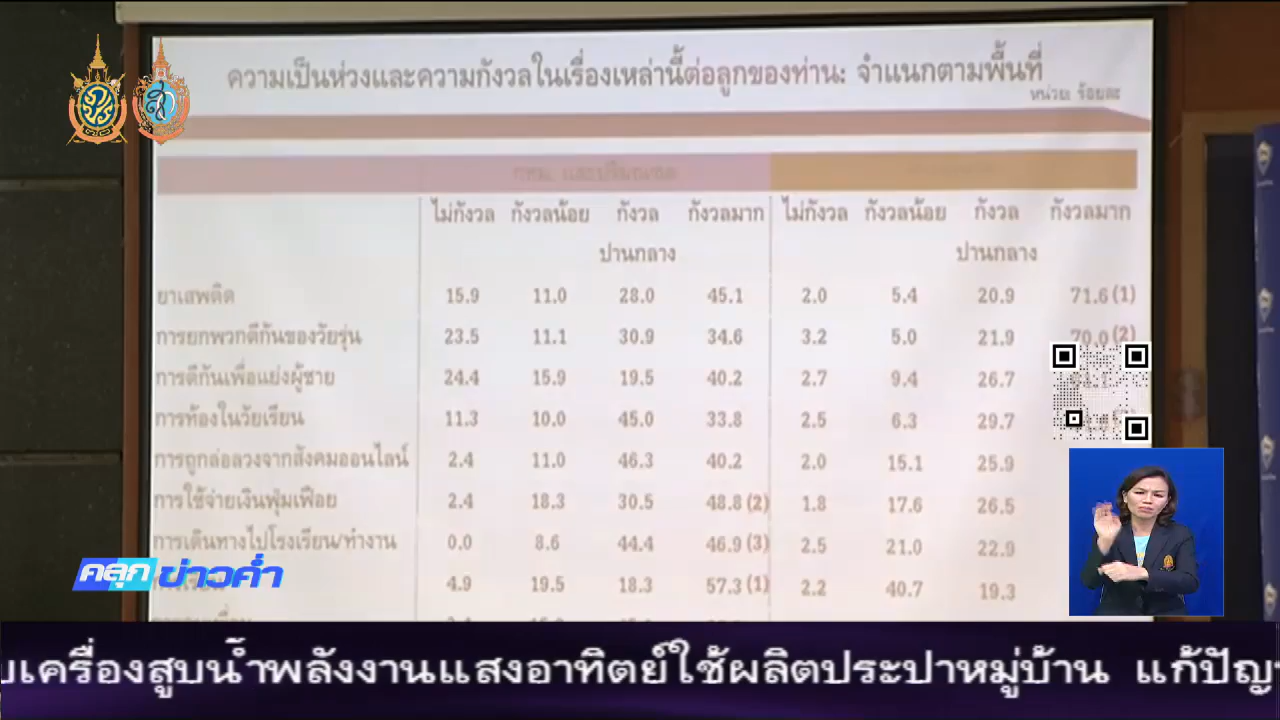 ความเป็นห่วงและความกังวลในเรื่องเหล่านี้ต่อลูกของท่าน: จำแนกตามพื้นที่
หน่วย: ร้อยละ
กทม. และปริมณฑล
ไม่กังวล กังวลน้อย กังวล กังวลมาก ไม่กังวล กังวลน้อย กังวล กังวลมาก
ปานกลาง ปานกลาง
ยาเสพติด 15.9 11.0 28.0 45.1 2.0 5.4 20.9 71.6 (1)
การยกพวกตีกันของวัยรุ่น 23.5 11.1 30.9 34.6 3.2 5.0 21.9 70.0 (2)
การตีกันเพื่อแย่งผู้ชาย 24.4 15.9 19.5 40.2 2.7 9.4 26.7
การท้องในวัยเรียน 11.3 10.0 45.0 33.8 2.5 6.3 29.7
การถูกล่อลวงจากสังคมออนไลน์ 2.4 11.0 46.3 40.2 2.0 15.1 25.9
การใช้จ่ายเงินฟุ่มเฟือย 2.4 18.3 30.5 48.8 (2) 1.8 17.6 26.5
การเดินทางไปโรงเรียน/ทำงาน 0.0 8.6 44.4 46.9 (3) 2.5 21.0 22.9
4.9 19.5 18.3 57.3 (1) 2.2 40.7 19.3
คลุกข่าวค่ำ
บเครื่องสูบน้ำพลังงานแสงอาทิตย์ใช้ผลิตประปาหมู่บ้าน แก้ปัญ